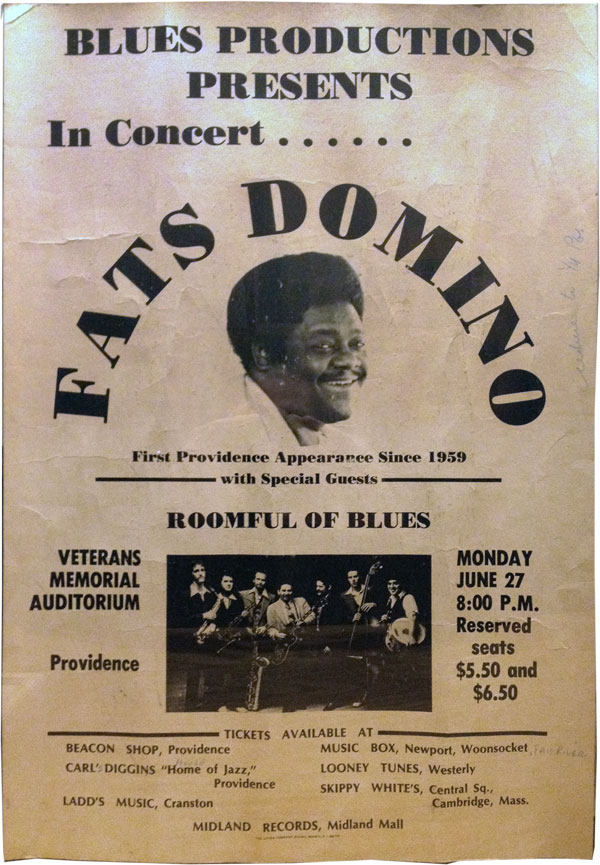 BLUES PRODUCTIONS
PRESENTS
In Concert . . . . . .
FATS DOMINO
First Providence Appearance Since 1959
with Special Guests
ROOMFUL OF BLUES
VETERANS
MEMORIAL
AUDITORIUM
Providence
MONDAY
JUNE 27
8:00 P.M.
Reserved
seats
$5.50 and
$6.50
TICKETS AVAILABLE AT
BEACON SHOP, Providence
CARL'S DIGGINS "Home of Jazz,"
Providence
LADD'S MUSIC, Cranston
MUSIC BOX, Newport, Woonsocket
LOONEY TUNES, Westerly
SKIPPY WHITE'S, Central Sq.,
Cambridge, Mass.
MIDLAND RECORDS, Midland Mall